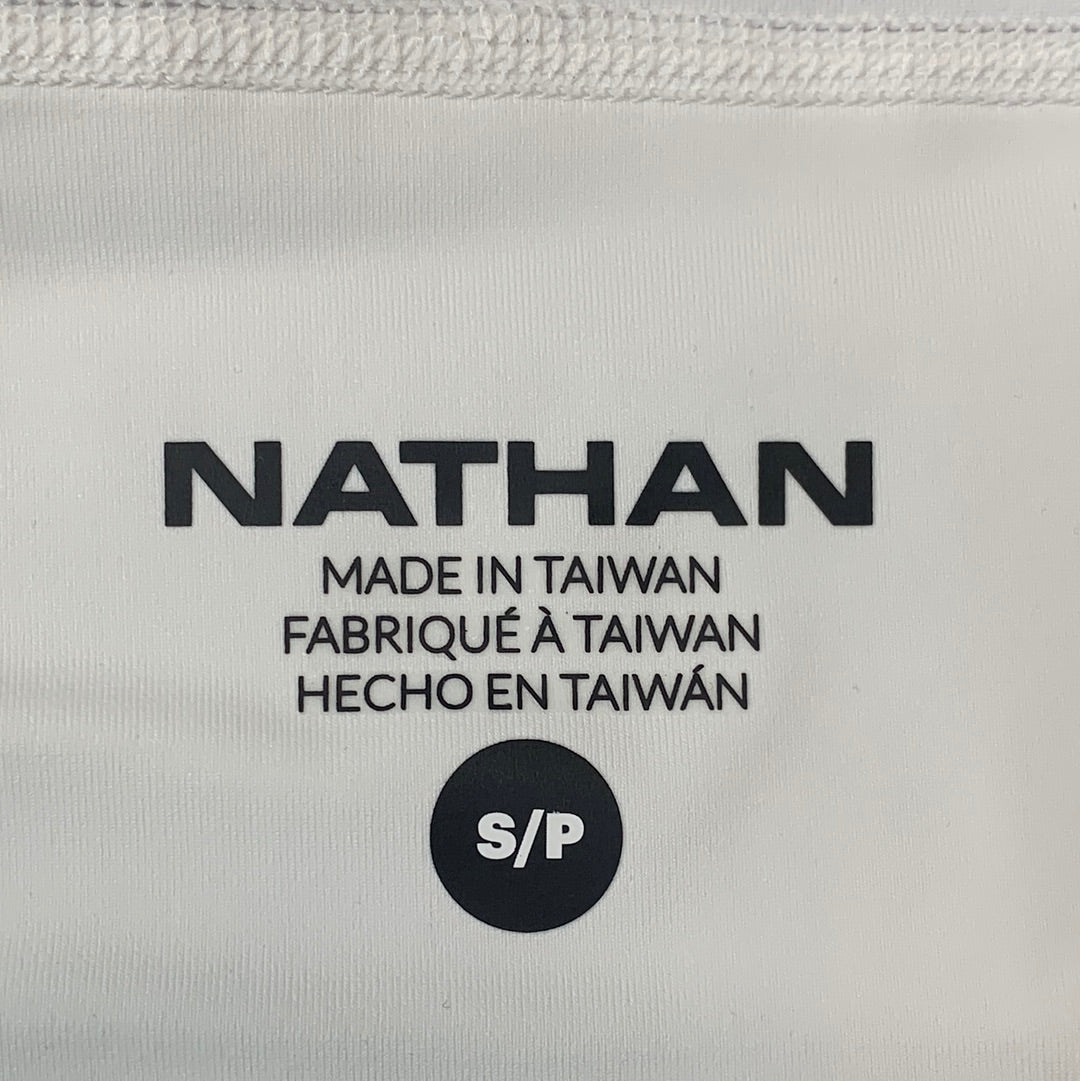 NATHAN
MADE IN TAIWAN
FABRIQUÉ À TAIWAN
HECHO EN TAIWÁN
S/P